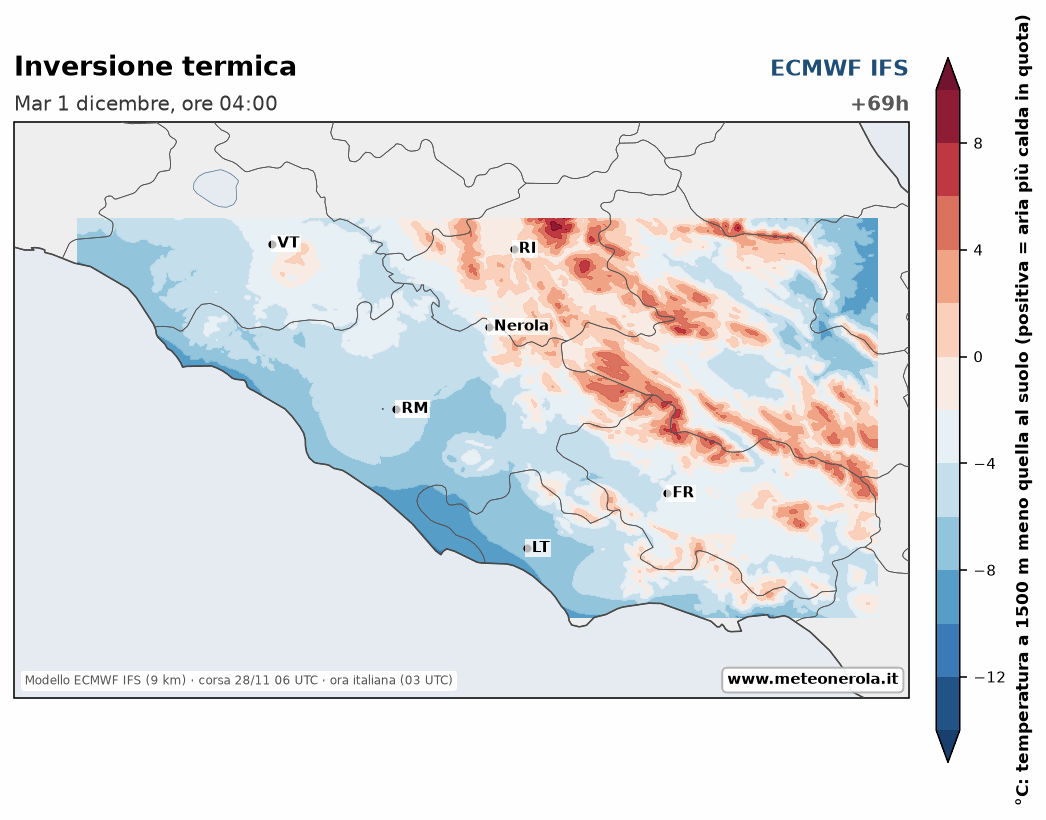 Inversione termica
ECMWF IFS
Mar 1 dicembre, ore 04:00
+69h
VT
RI
Nerola
RM
FR
LT
8
4
0
−4
−8
−12
°C: temperatura a 1500 m meno quella al suolo (positiva = aria più calda in quota)
Modello ECMWF IFS (9 km) · corsa 28/11 06 UTC · ora italiana (03 UTC)
www.meteonerola.it